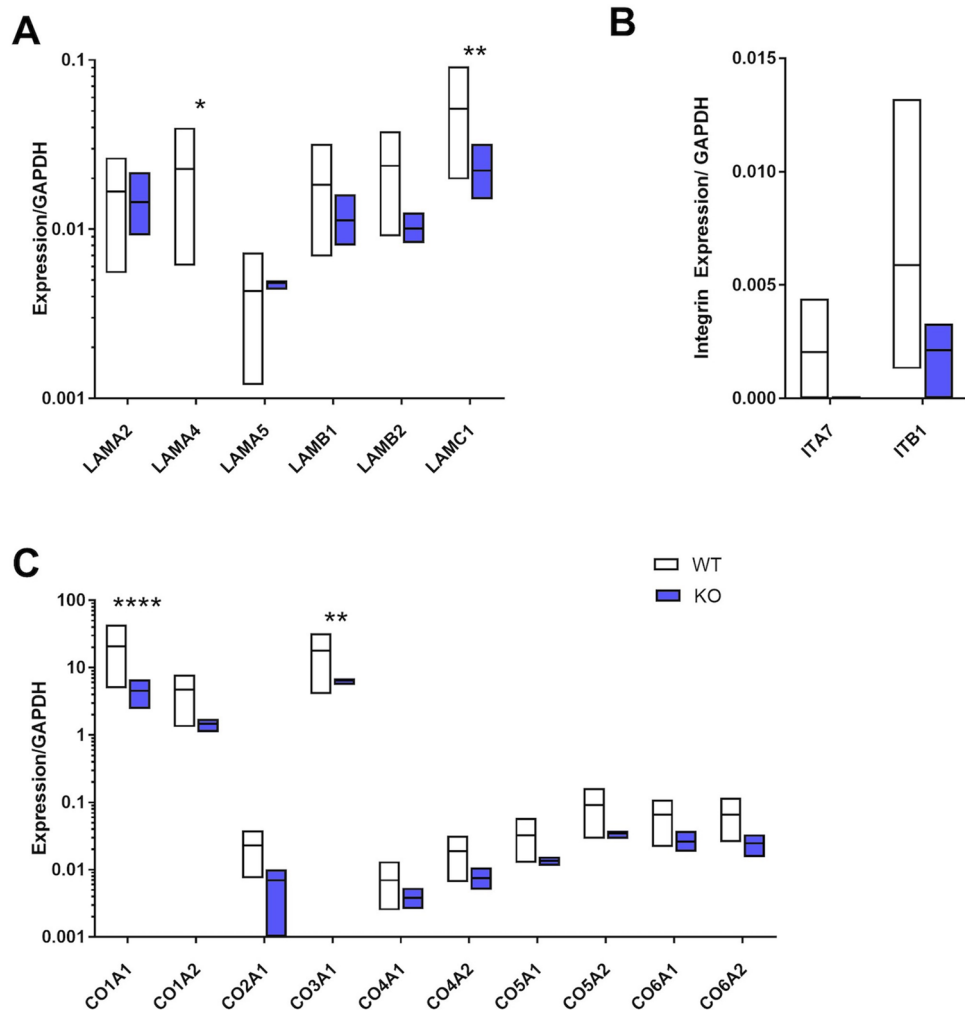 A
Expression/GAPDH
0.1
0.01
0.001
*
**
LAMA2
LAMA4
LAMA5
LAMB1
LAMB2
LAMC1
B
Integrin Expression/ GAPDH
0.015
0.010
0.005
0.000
ITA7
ITB1
C
WT
KO
Expression/GAPDH
100
10
1
0.1
0.01
0.001
****
**
CO1A1
CO1A2
CO2A1
CO3A1
CO4A1
CO4A2
CO5A1
CO5A2
CO6A1
CO6A2